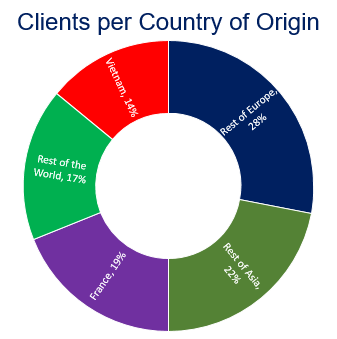 Clients per Country of Origin
Rest of Europe,
28%
Rest of Asia,
22%
France, 19%
Rest of the
World, 17%
Vietnam, 14%